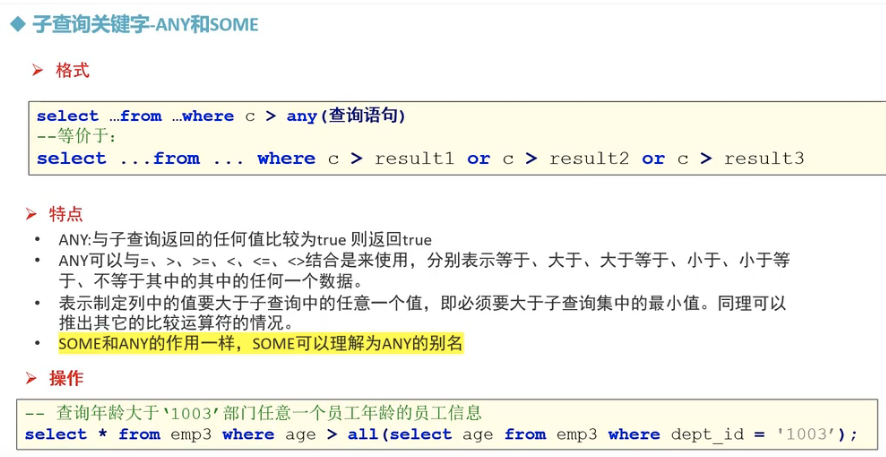 子查询关键字-ANY和SOME
格式
select …from …where c > any(查询语句)
--等价于:
select ...from ... where c > result1 or c > result2 or c > result3
特点
• ANY:与子查询返回的任何值比较为true 则返回true
• ANY可以与=、>、>=、<、<=、<>结合是来使用，分别表示等于、大于、大于等于、小于、小于等
于、不等于其中的其中的任何一个数据。
• 表示制定列中的值要大于子查询中的任意一个值，即必须要大于子查询集中的最小值。同理可以
推出其它的比较运算符的情况。
• SOME和ANY的作用一样，SOME可以理解为ANY的别名
操作
-- 查询年龄大于‘1003’部门任意一个员工年龄的员工信息
select * from emp3 where age > all(select age from emp3 where dept_id = '1003’);